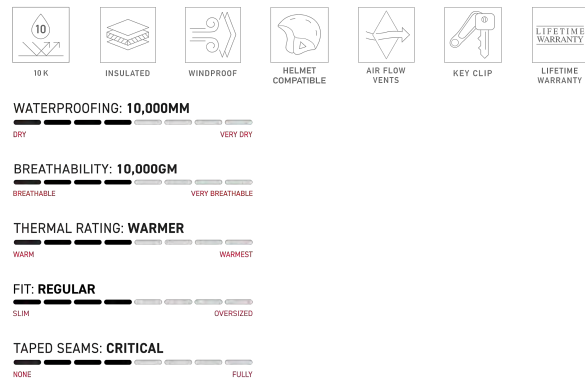 10
LIFETIME
WARRANTY
10 K
INSULATED
WINDPROOF
HELMET
COMPATIBLE
AIR FLOW
VENTS
KEY CLIP
LIFETIME
WARRANTY
WATERPROOFING: 10,000MM
DRY VERY DRY
BREATHABILITY: 10,000GM
BREATHABLE VERY BREATHABLE
THERMAL RATING: WARMER
WARM WARMEST
FIT: REGULAR
SLIM OVERSIZED
TAPED SEAMS: CRITICAL
NONE FULLY